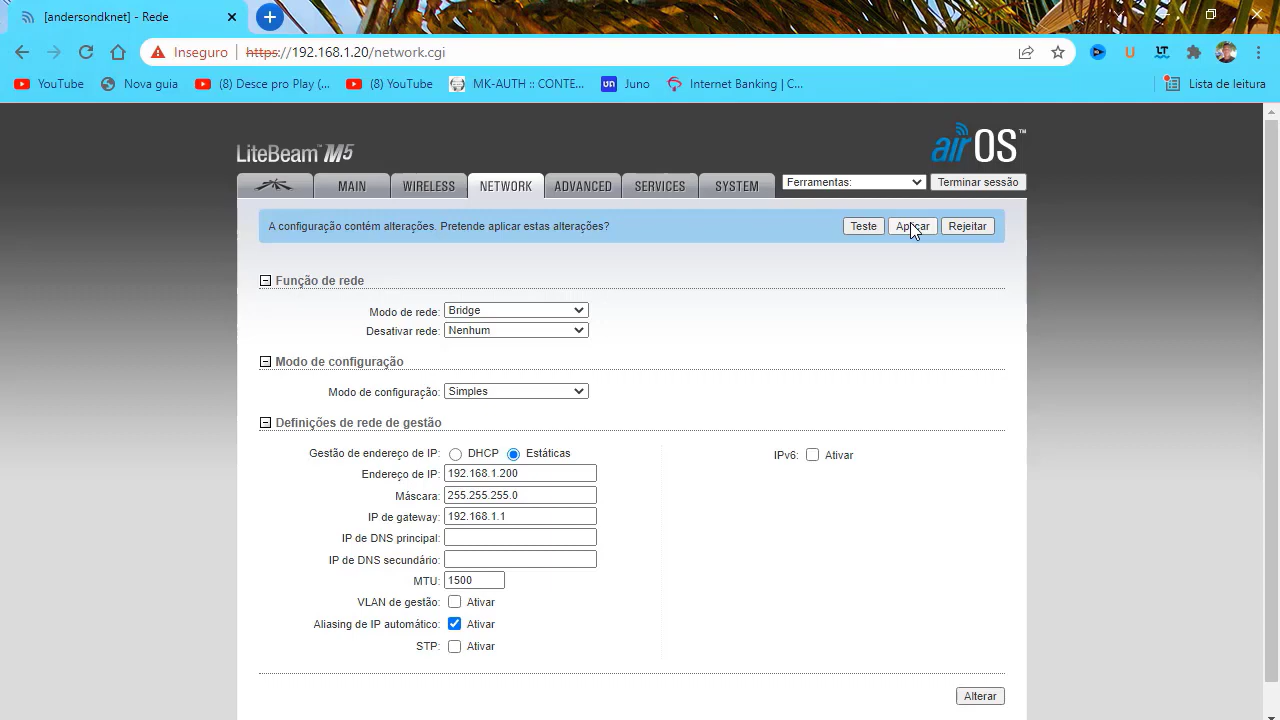 [andersondknet] - Rede
Inseguro https://192.168.1.20/network.cgi
YouTube Nova guia (8) Desce pro Play (... (8) YouTube MK-AUTH :: CONTE... Juno Internet Banking | C... Lista de leitura
LiteBeam™ M5 airOS™
MAIN WIRELESS NETWORK ADVANCED SERVICES SYSTEM Ferramentas: Terminar sessão
A configuração contém alterações. Pretende aplicar estas alterações? Teste Aplicar Rejeitar
Função de rede
Modo de rede: Bridge
Desativar rede: Nenhum
Modo de configuração
Modo de configuração: Simples
Definições de rede de gestão
Gestão de endereço de IP: DHCP Estáticas IPv6: Ativar
Endereço de IP: 192.168.1.200
Máscara: 255.255.255.0
IP de gateway: 192.168.1.1
IP de DNS principal:
IP de DNS secundário:
MTU: 1500
VLAN de gestão: Ativar
Aliasing de IP automático: Ativar
STP: Ativar
Alterar